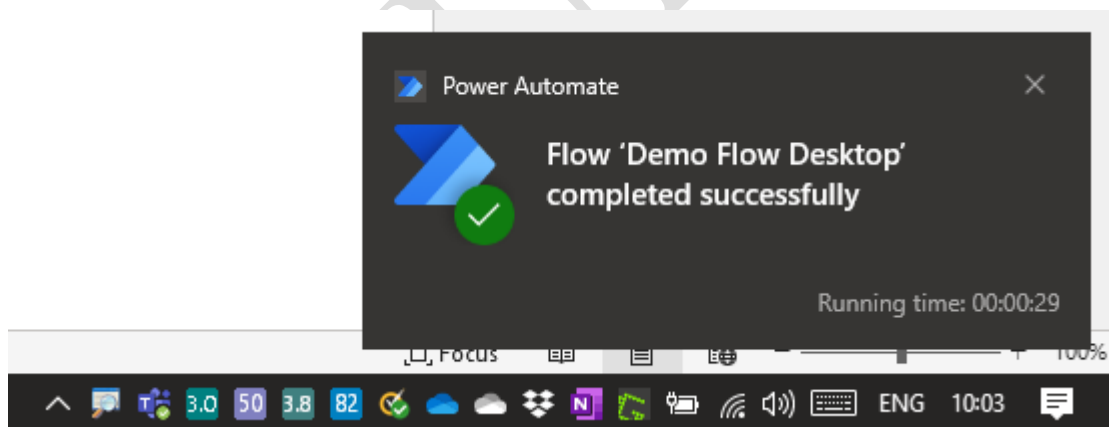 Power Automate
Flow ‘Demo Flow Desktop’
completed successfully
Running time: 00:00:29
Focus
100%
3.0 50 3.8 82 N ENG 10:03